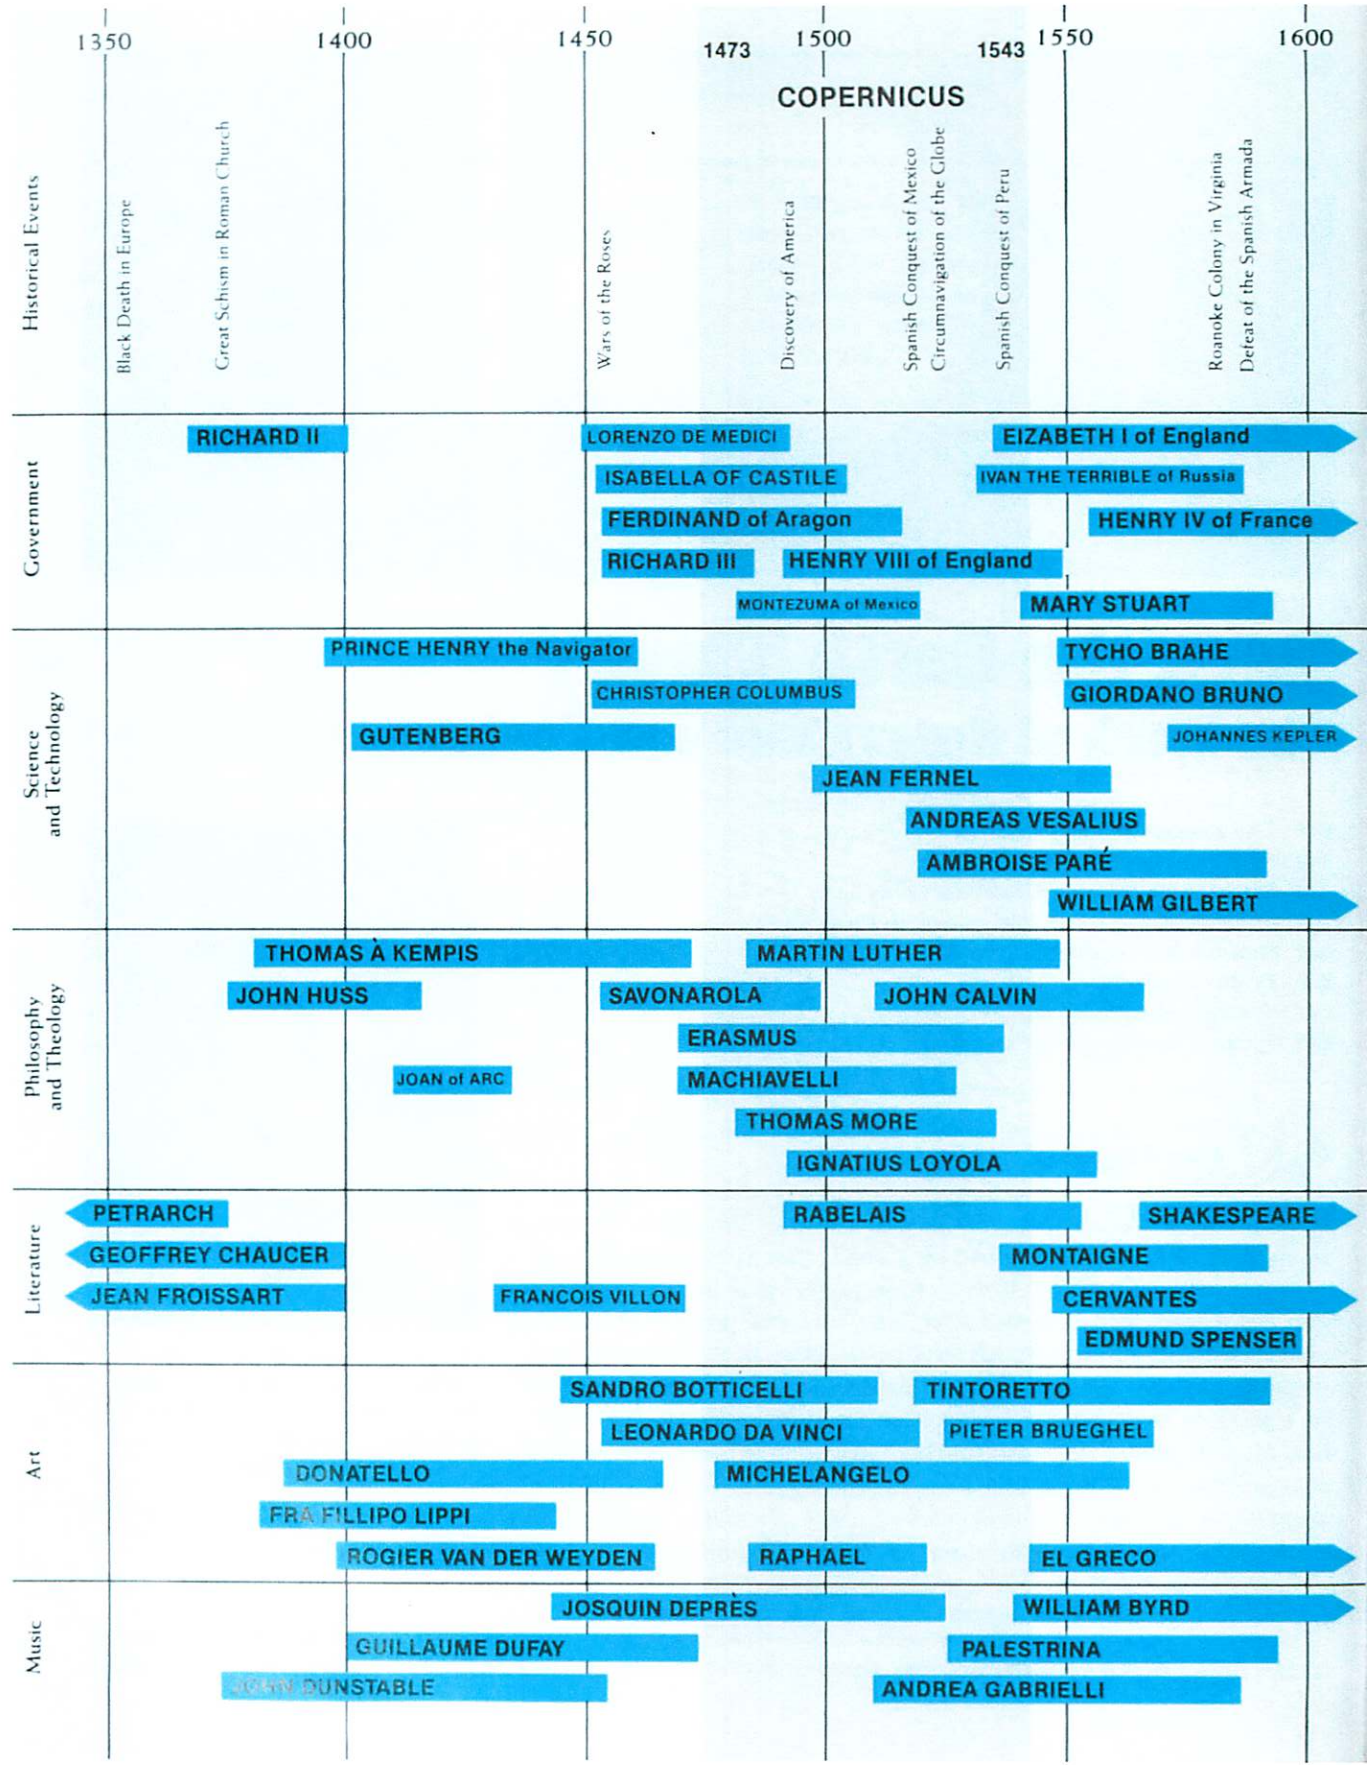 1350 1400 1450 1473 1500 1543 1550 1600
COPERNICUS
Historical Events
Black Death in Europe
Great Schism in Roman Church
Wars of the Roses
Discovery of America
Spanish Conquest of Mexico
Circumnavigation of the Globe
Spanish Conquest of Peru
Roanoke Colony in Virginia
Defeat of the Spanish Armada
Government
RICHARD II
LORENZO DE MEDICI
EIZABETH I of England
ISABELLA OF CASTILE
IVAN THE TERRIBLE of Russia
FERDINAND of Aragon
HENRY IV of France
RICHARD III
HENRY VIII of England
MONTEZUMA of Mexico
MARY STUART
Science
and Technology
PRINCE HENRY the Navigator
TYCHO BRAHE
CHRISTOPHER COLUMBUS
GIORDANO BRUNO
GUTENBERG
JOHANNES KEPLER
JEAN FERNEL
ANDREAS VESALIUS
AMBROISE PARÉ
WILLIAM GILBERT
Philosophy
and Theology
THOMAS À KEMPIS
MARTIN LUTHER
JOHN HUSS
SAVONAROLA
JOHN CALVIN
ERASMUS
JOAN of ARC
MACHIAVELLI
THOMAS MORE
IGNATIUS LOYOLA
Literature
PETRARCH
RABELAIS
SHAKESPEARE
GEOFFREY CHAUCER
MONTAIGNE
JEAN FROISSART
FRANCOIS VILLON
CERVANTES
EDMUND SPENSER
Art
SANDRO BOTTICELLI
TINTORETTO
LEONARDO DA VINCI
PIETER BRUEGHEL
DONATELLO
MICHELANGELO
FRA FILLIPO LIPPI
ROGIER VAN DER WEYDEN
RAPHAEL
EL GRECO
Music
JOSQUIN DEPRÈS
WILLIAM BYRD
GUILLAUME DUFAY
PALESTRINA
JOHN DUNSTABLE
ANDREA GABRIELLI